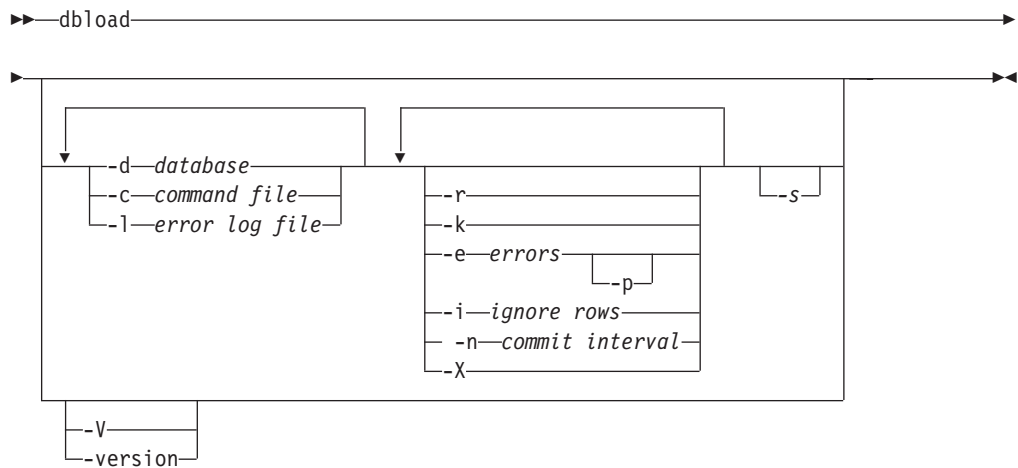 dbload
-d database
-c command file
-l error log file
-r
-k
-e errors
-p
-i ignore rows
-n commit interval
-X
-s
-V
-version